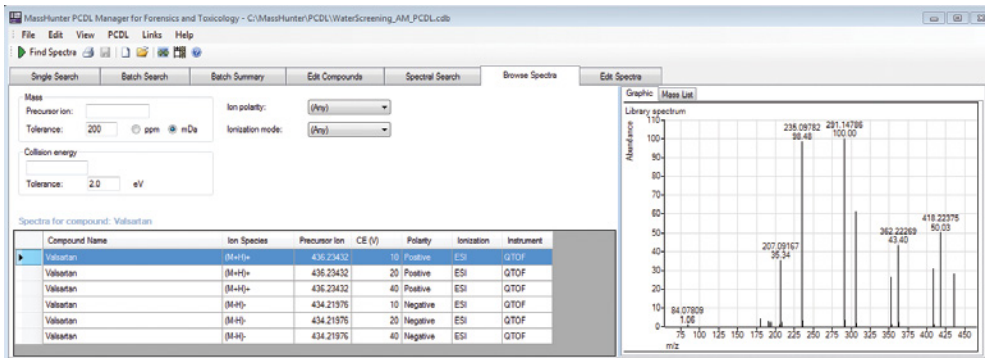 MassHunter PCDL Manager for Forensics and Toxicology - C:\MassHunter\PCDL\WaterScreening_AM_PCDL.cdb
File Edit View PCDL Links Help
Find Spectra
Single Search Batch Search Batch Summary Edit Compounds Spectral Search Browse Spectra Edit Spectra
Mass
Precursor ion:
Tolerance: 200 ppm mDa
Ion polarity: (Any)
Ionization mode: (Any)
Collision energy
Tolerance: 2.0 eV
Spectra for compound: Valsartan
Compound Name Ion Species Precursor Ion CE (V) Polarity Ionization Instrument
Valsartan (M+H)+ 436.23432 10 Positive ESI QTOF
Valsartan (M+H)+ 436.23432 20 Positive ESI QTOF
Valsartan (M+H)+ 436.23432 40 Positive ESI QTOF
Valsartan (M-H)- 434.21976 10 Negative ESI QTOF
Valsartan (M-H)- 434.21976 20 Negative ESI QTOF
Valsartan (M-H)- 434.21976 40 Negative ESI QTOF
Graphic Mass List
Library spectrum
Abundance
110
100
90
80
70
60
50
40
30
20
10
0
235.09782 291.14786
98.48 100.00
418.22375
50.03
362.22269
43.40
207.09167
35.34
84.07809
1.06
75 100 125 150 175 200 225 250 275 300 325 350 375 400 425 450
m/z